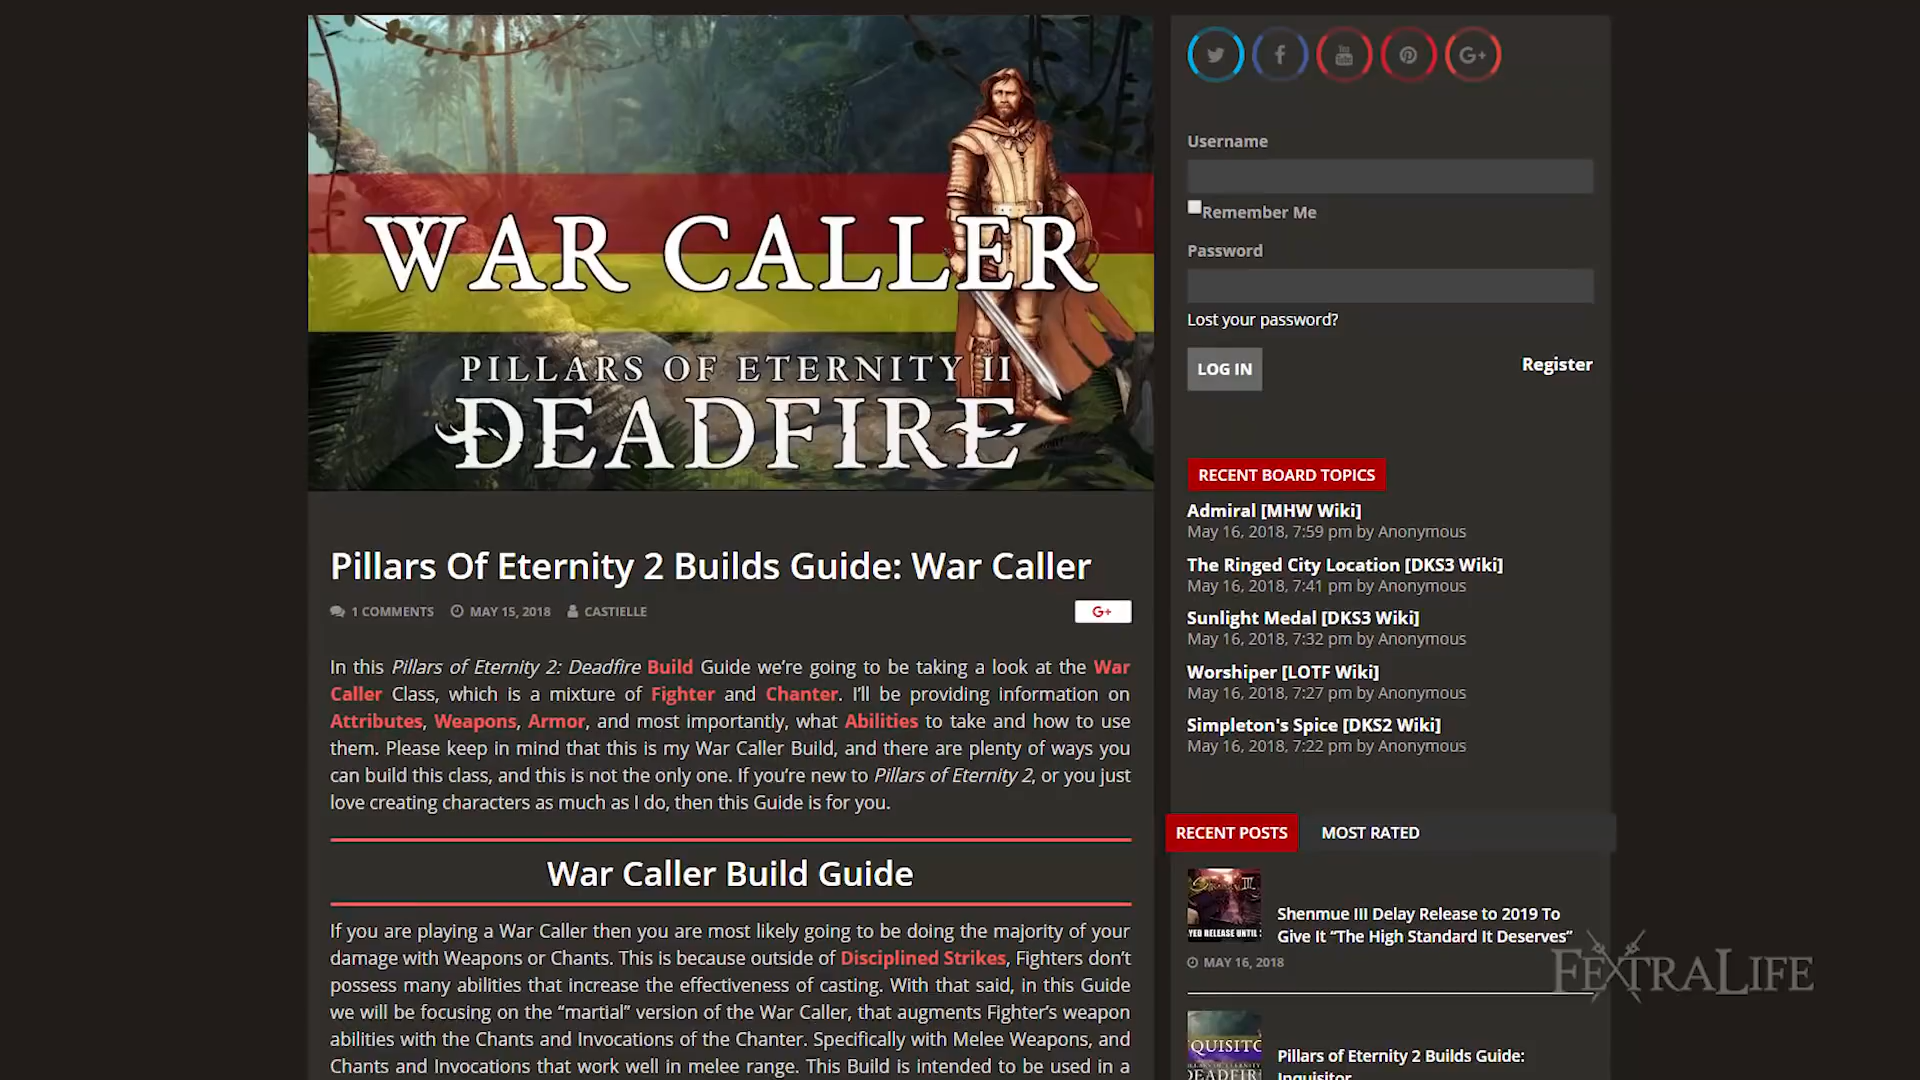 WAR CALLER
PILLARS OF ETERNITY II
DEADFIRE
Pillars Of Eternity 2 Builds Guide: War Caller
1 COMMENTS MAY 15, 2018 CASTIELLE
G+
In this Pillars of Eternity 2: Deadfire Build Guide we’re going to be taking a look at the War
Caller Class, which is a mixture of Fighter and Chanter. I’ll be providing information on
Attributes, Weapons, Armor, and most importantly, what Abilities to take and how to use
them. Please keep in mind that this is my War Caller Build, and there are plenty of ways you
can build this class, and this is not the only one. If you’re new to Pillars of Eternity 2, or you just
love creating characters as much as I do, then this Guide is for you.
War Caller Build Guide
If you are playing a War Caller then you are most likely going to be doing the majority of your
damage with Weapons or Chants. This is because outside of Disciplined Strikes, Fighters don’t
possess many abilities that increase the effectiveness of casting. With that said, in this Guide
we will be focusing on the “martial” version of the War Caller, that augments Fighter’s weapon
abilities with the Chants and Invocations of the Chanter. Specifically with Melee Weapons, and
Chants and Invocations that work well in melee range. This Build is intended to be used in a
You Tube
G+
Username
Remember Me
Password
Lost your password?
LOG IN
Register
RECENT BOARD TOPICS
Admiral [MHW Wiki]
May 16, 2018, 7:59 pm by Anonymous
The Ringed City Location [DKS3 Wiki]
May 16, 2018, 7:41 pm by Anonymous
Sunlight Medal [DKS3 Wiki]
May 16, 2018, 7:32 pm by Anonymous
Worshiper [LOTF Wiki]
May 16, 2018, 7:27 pm by Anonymous
Simpleton's Spice [DKS2 Wiki]
May 16, 2018, 7:22 pm by Anonymous
RECENT POSTS MOST RATED
YED RELEASE UNTIL
Shenmue III Delay Release to 2019 To
Give It “The High Standard It Deserves”
MAY 16, 2018
FEXTRALIFE
QUISITO
DEADFIRE
Pillars of Eternity 2 Builds Guide:
Inquisitor